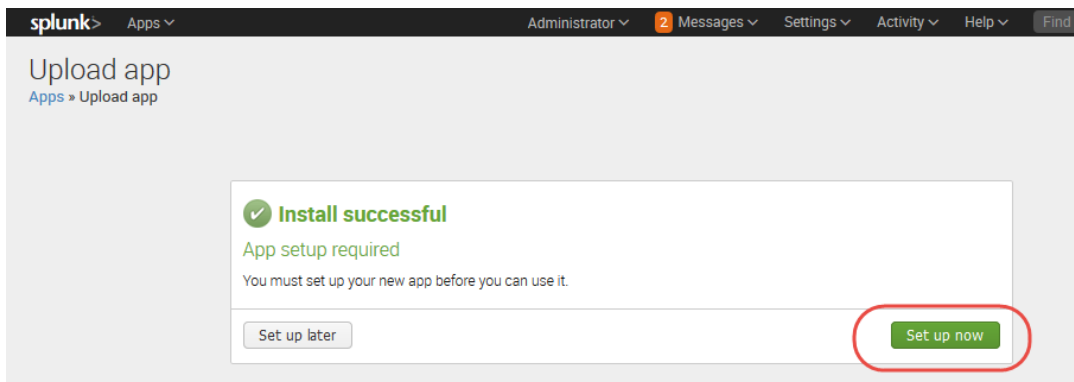 splunk> Apps Administrator 2 Messages Settings Activity Help Find
Upload app
Apps » Upload app
Install successful
App setup required
You must set up your new app before you can use it.
Set up later Set up now